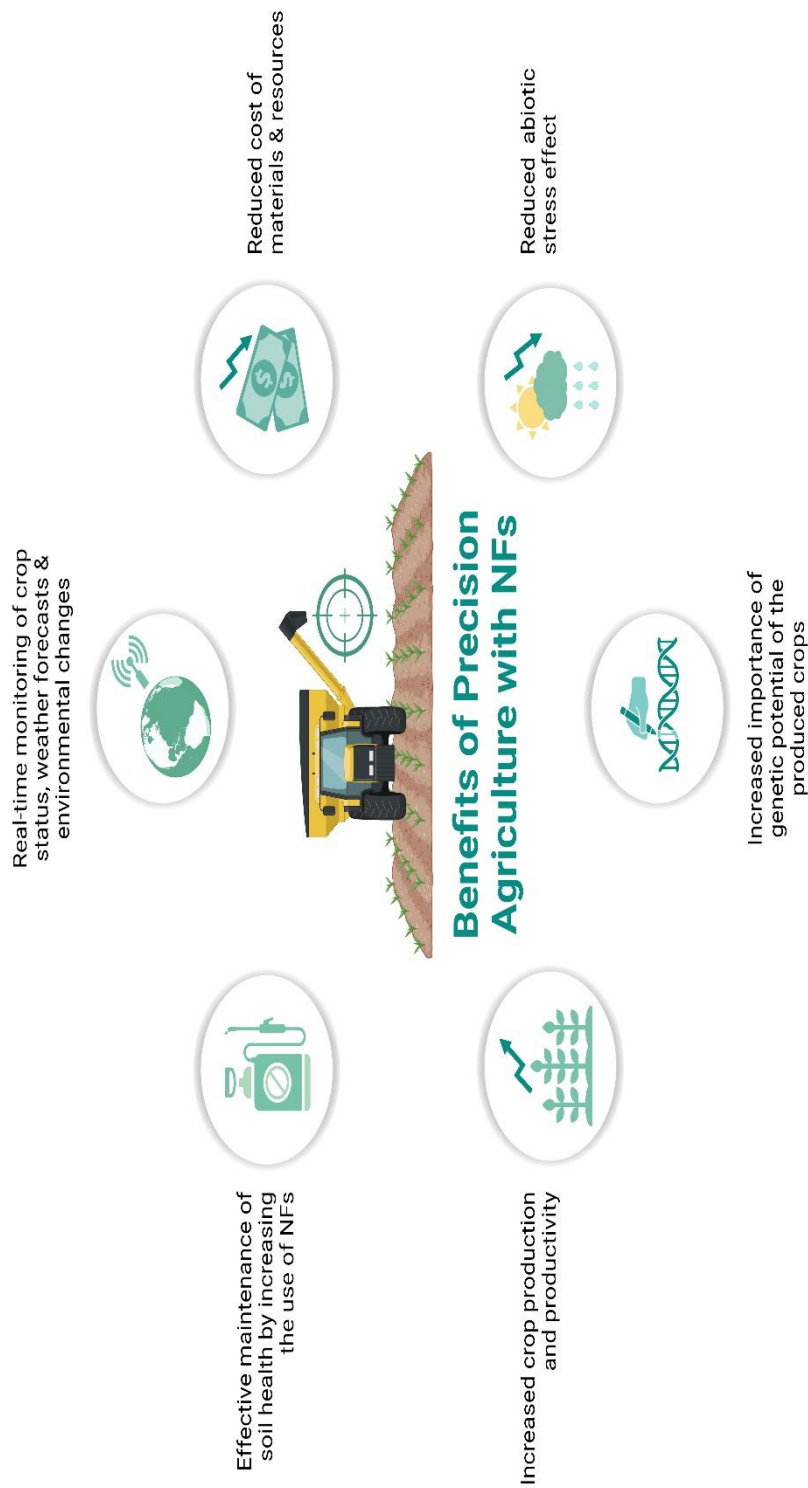 Real-time monitoring of crop
status, weather forecasts &
environmental changes
Effective maintenance of
soil health by increasing
the use of NFs
Reduced cost of
materials & resources
$
$
Benefits of Precision
Agriculture with NFs
Increased crop production
and productivity
Reduced abiotic
stress effect
Increased importance of
genetic potential of the
produced crops